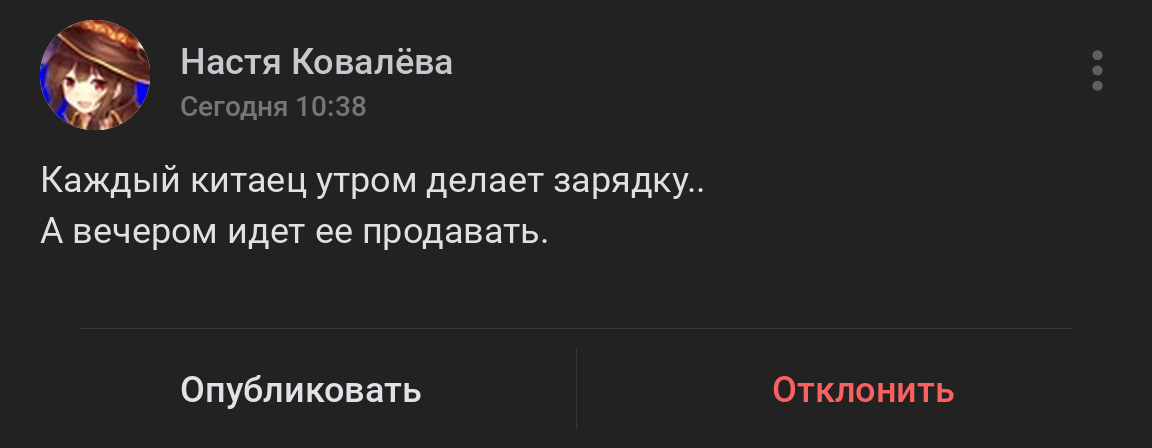 Настя Ковалёва
Сегодня 10:38
Каждый китаец утром делает зарядку..
А вечером идет ее продавать.
Опубликовать
Отклонить